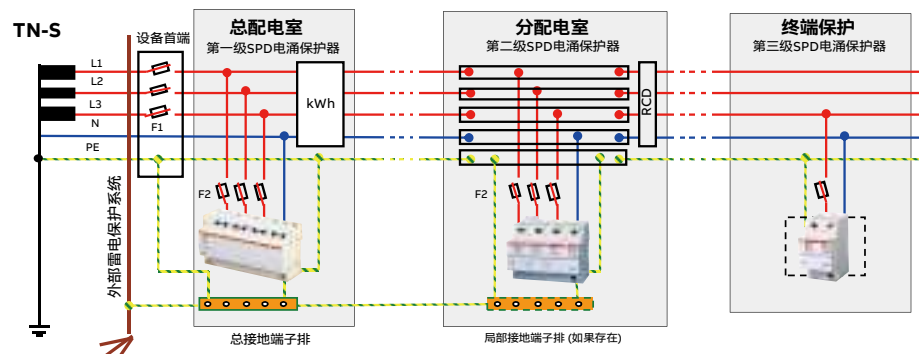 TN-S
设备首端
总配电室
第一级SPD电涌保护器
分配电室
第二级SPD电涌保护器
终端保护
第三级SPD电涌保护器
L1
L2
L3
N
PE
F1
kWh
RCD
F2
F2
外部雷电保护系统
总接地端子排
局部接地端子排 (如果存在)